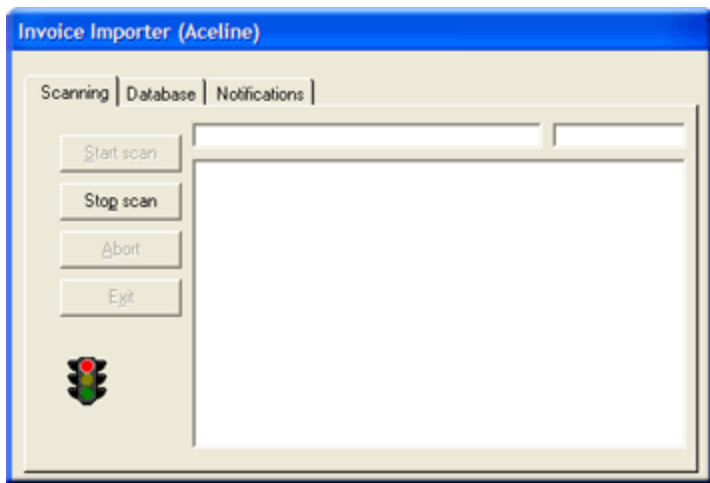 Invoice Importer (Aceline)
Scanning Database Notifications
Start scan
Stop scan
Abort
Exit